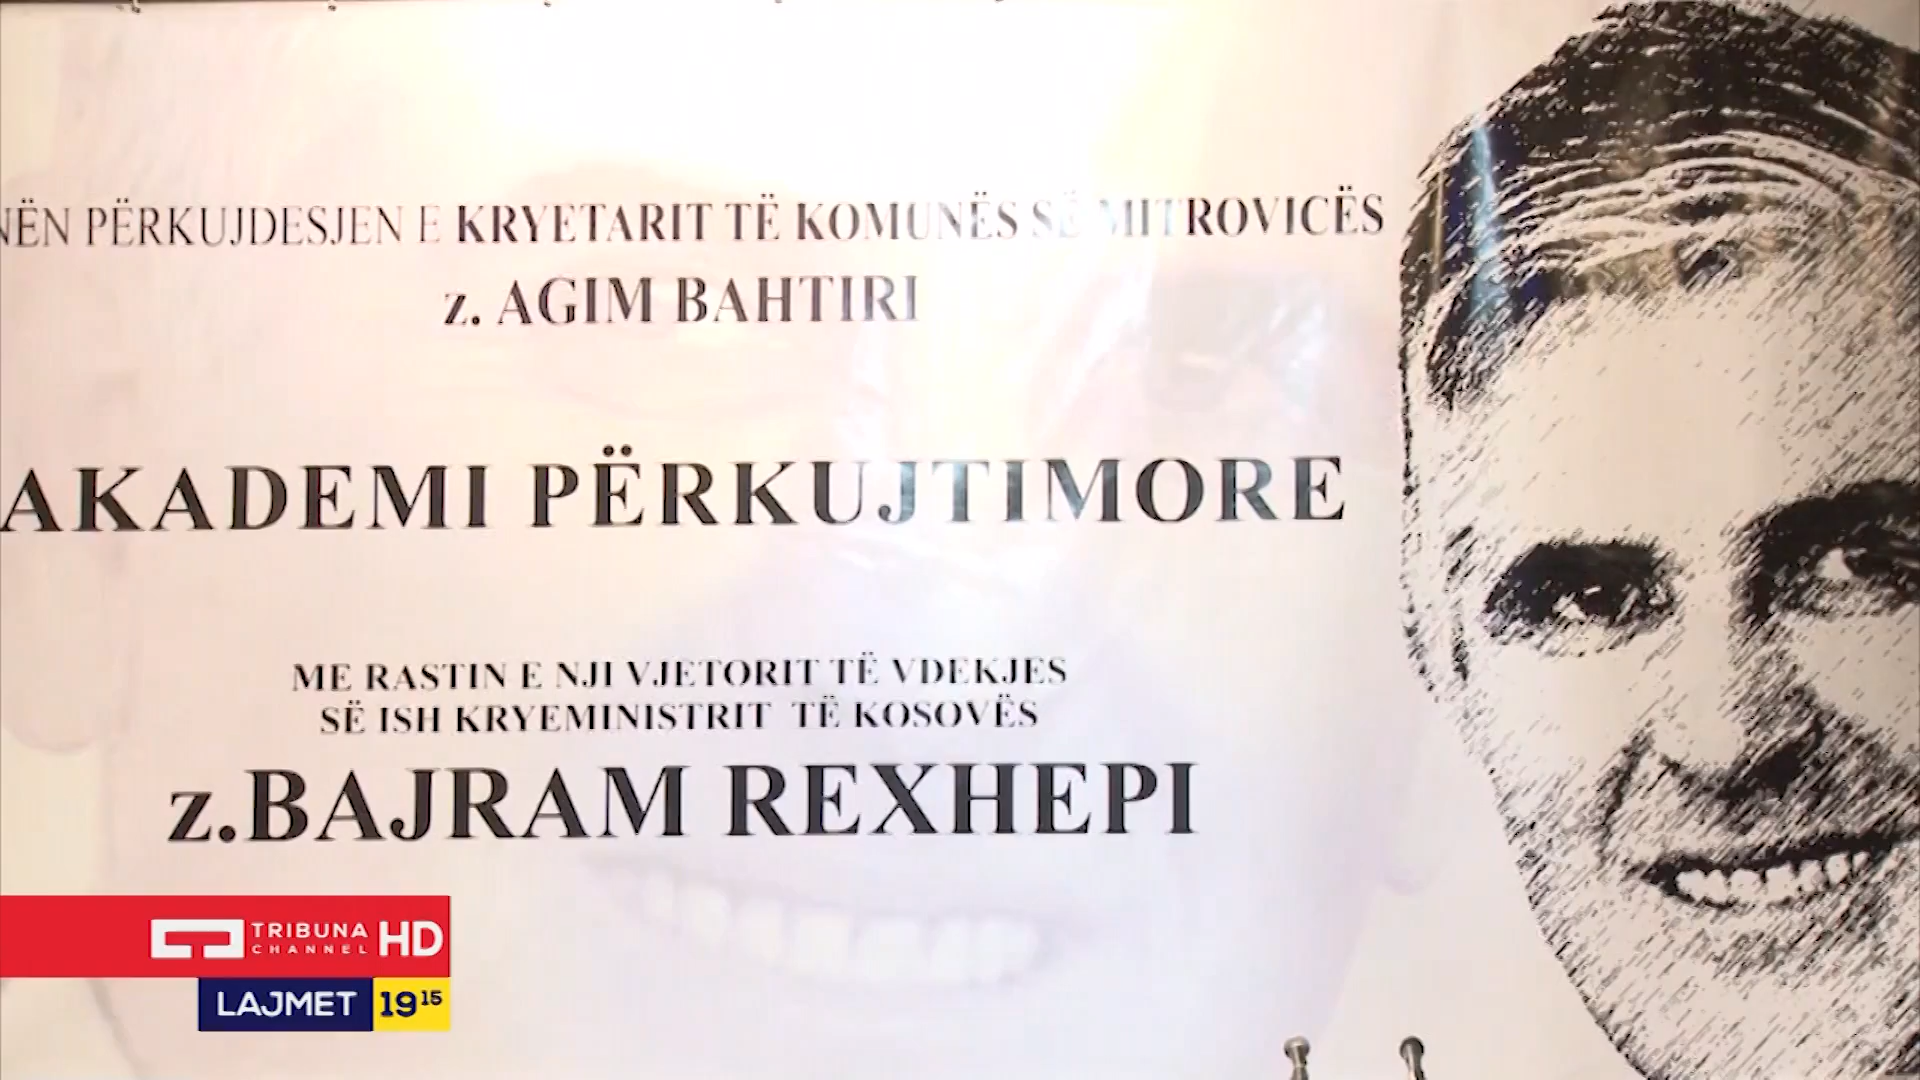 NËN PËRKUJDESJEN E KRYETARIT TË KOMUNËS SË MITROVICËS
z. AGIM BAHTIRI
AKADEMI PËRKUJTIMORE
ME RASTIN E NJI VJETORIT TË VDEKJES
SË ISH KRYEMINISTRIT TË KOSOVËS
z.BAJRAM REXHEPI
TRIBUNA
CHANNEL
HD
LAJMET 19 15